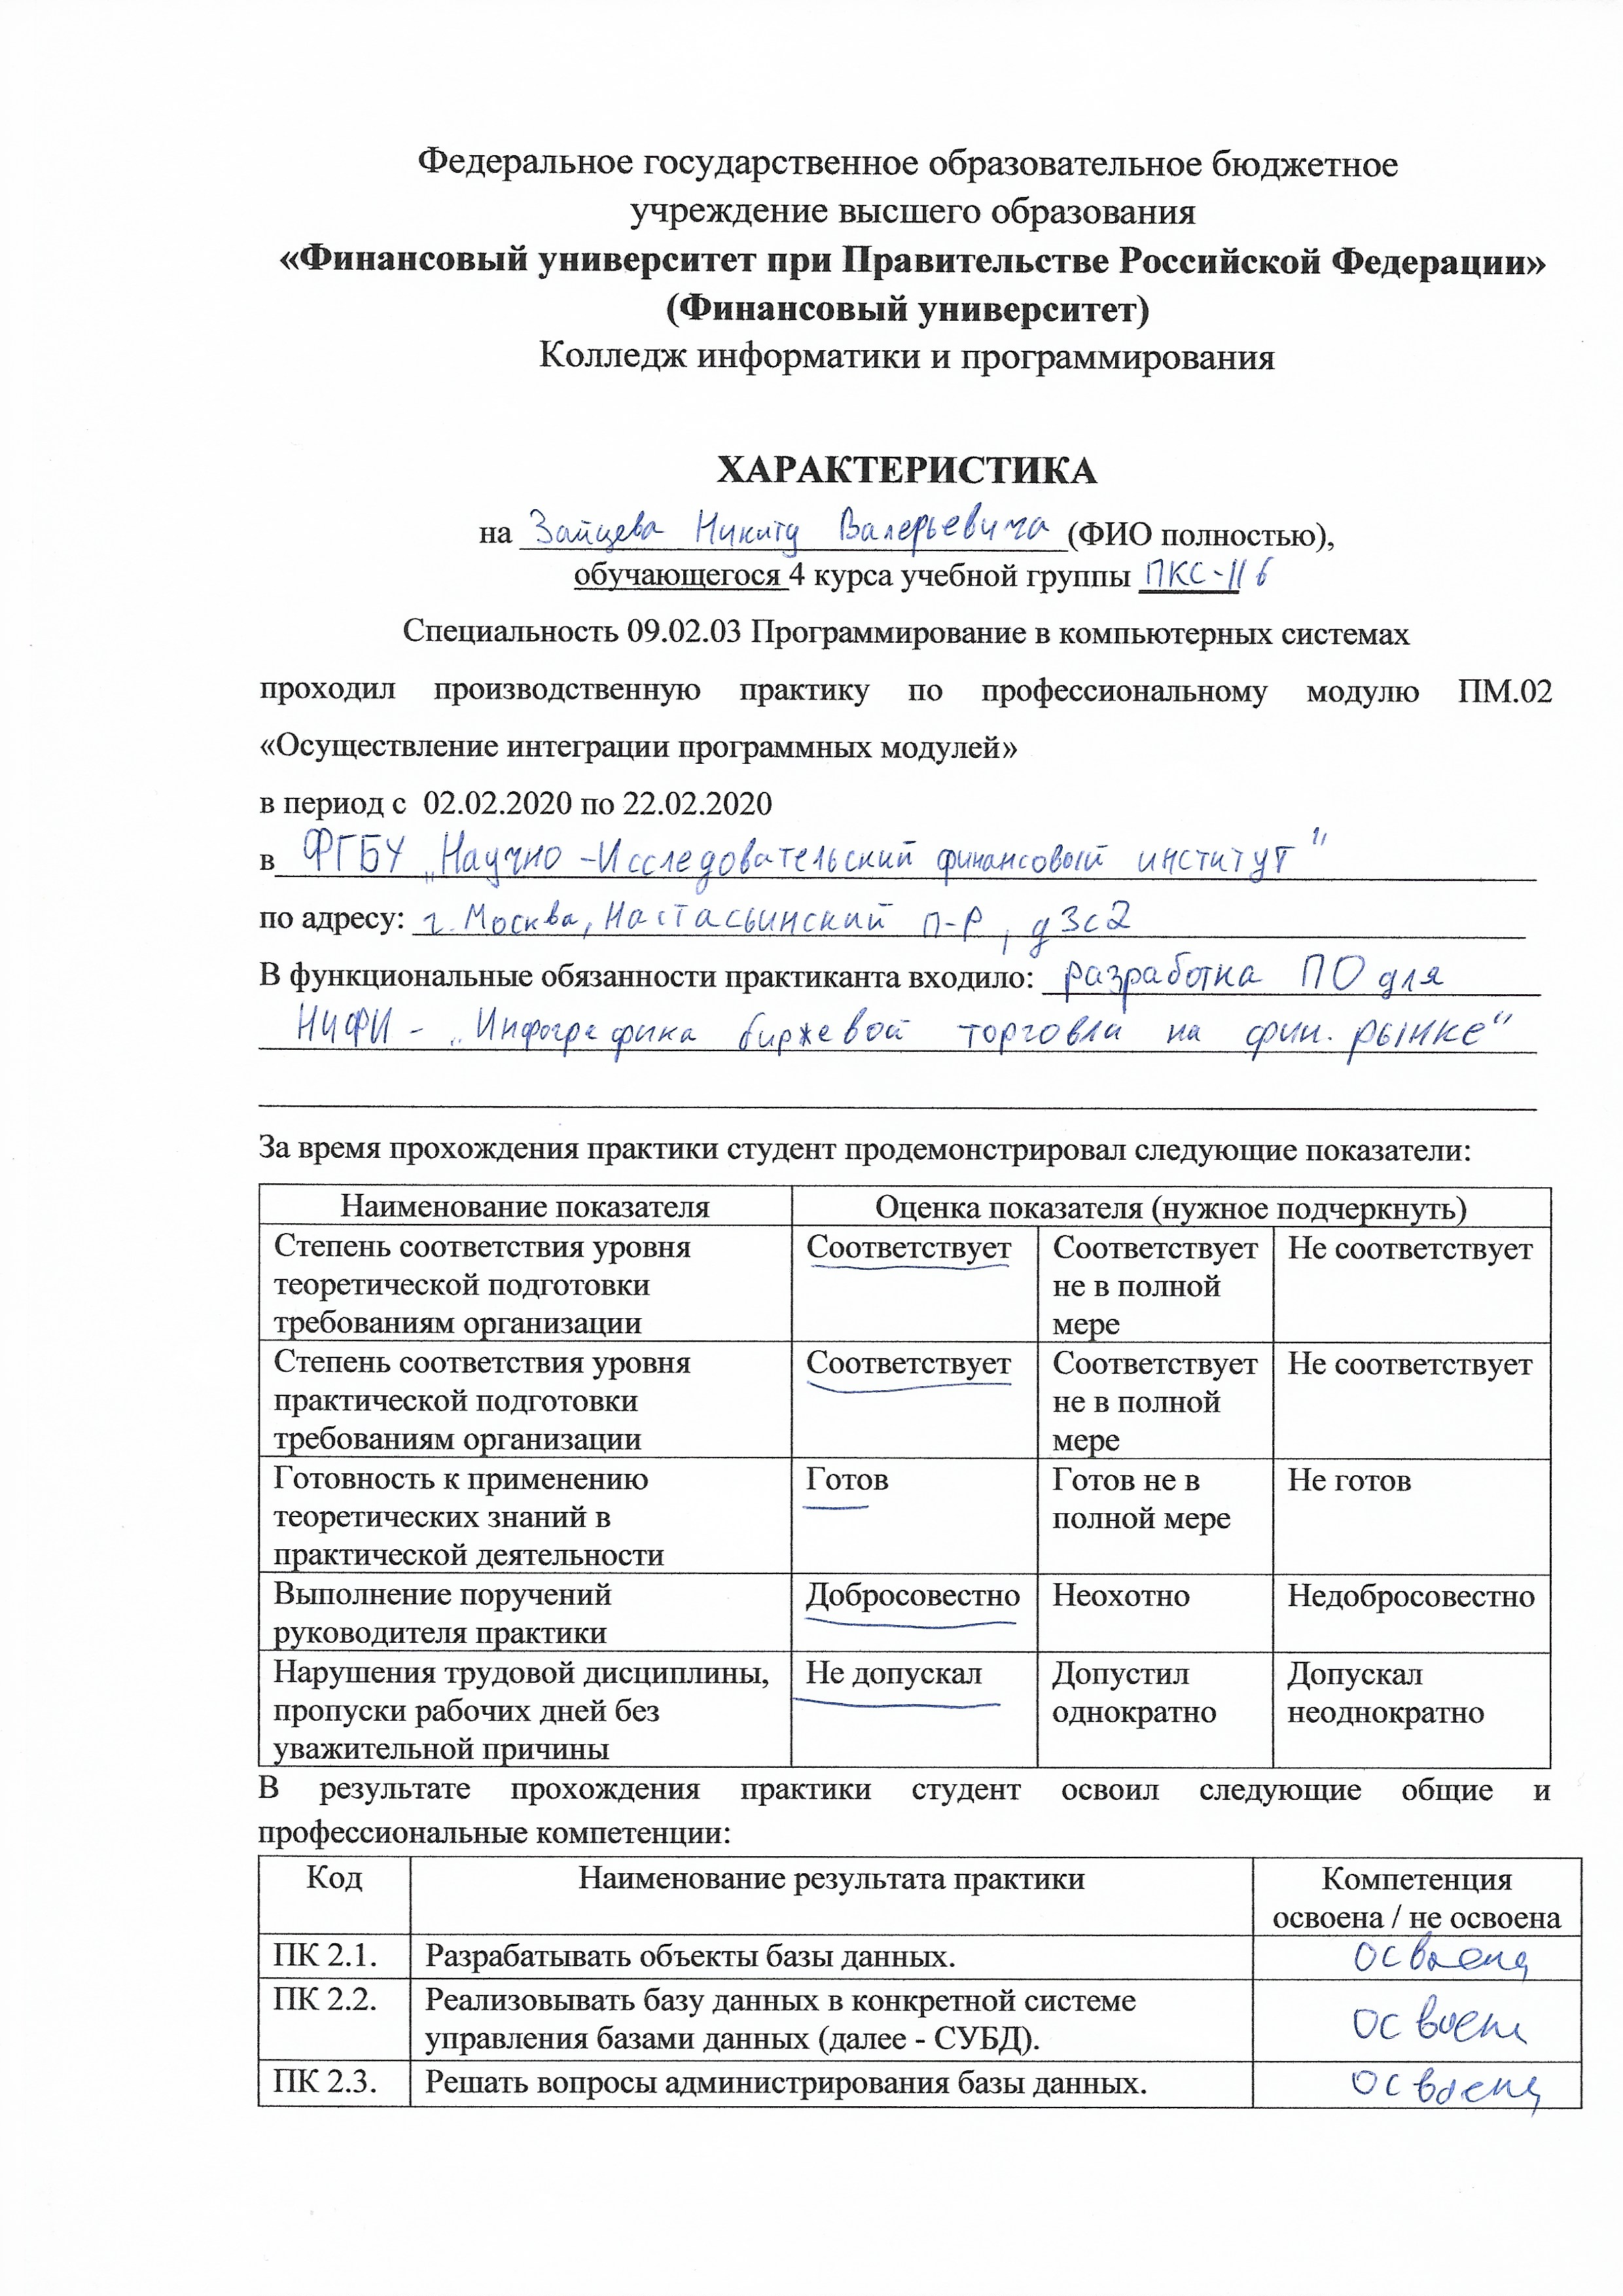 Федеральное государственное образовательное бюджетное
учреждение высшего образования
«Финансовый университет при Правительстве Российской Федерации»
(Финансовый университет)
Колледж информатики и программирования
ХАРАКТЕРИСТИКА
на Зайцева Никиту Валерьевича (ФИО полностью),
обучающегося 4 курса учебной группы ПКС-116
Специальность 09.02.03 Программирование в компьютерных системах
проходил производственную практику по профессиональному модулю ПМ.02
«Осуществление интеграции программных модулей»
в период с 02.02.2020 по 22.02.2020
в ФГБУ „Научно-Исследовательский финансовый институт"
по адресу: г. Москва, Настасьинский п-р, д3с2
В функциональные обязанности практиканта входило: разработка ПО для
НИФИ - „Инфографика биржевой торговли на фин. рынке"
За время прохождения практики студент продемонстрировал следующие показатели:
Наименование показателя Оценка показателя (нужное подчеркнуть)
Степень соответствия уровня Соответствует Соответствует Не соответствует
теоретической подготовки не в полной
требованиям организации мере
Степень соответствия уровня Соответствует Соответствует Не соответствует
практической подготовки не в полной
требованиям организации мере
Готовность к применению Готов Готов не в Не готов
теоретических знаний в полной мере
практической деятельности
Выполнение поручений Добросовестно Неохотно Недобросовестно
руководителя практики
Нарушения трудовой дисциплины, Не допускал Допустил Допускал
пропуски рабочих дней без однократно неоднократно
уважительной причины
В результате прохождения практики студент освоил следующие общие и
профессиональные компетенции:
Код Наименование результата практики Компетенция
освоена / не освоена
ПК 2.1. Разрабатывать объекты базы данных. освоена
ПК 2.2. Реализовывать базу данных в конкретной системе освоена
управления базами данных (далее - СУБД).
ПК 2.3. Решать вопросы администрирования базы данных. освоена